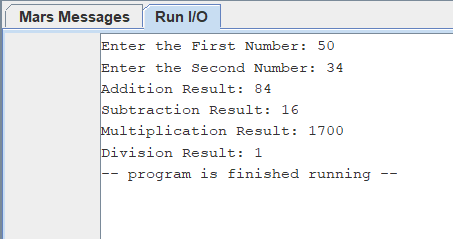 Mars Messages Run I/O
Enter the First Number: 50
Enter the Second Number: 34
Addition Result: 84
Subtraction Result: 16
Multiplication Result: 1700
Division Result: 1
-- program is finished running --